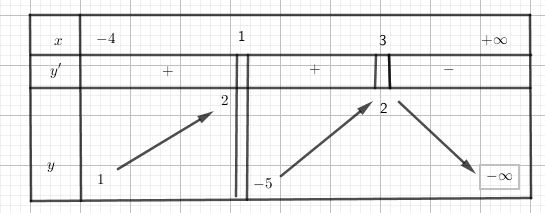 x −4 1 3 +∞
y′ + + −
2 2
y
1 −5 −∞